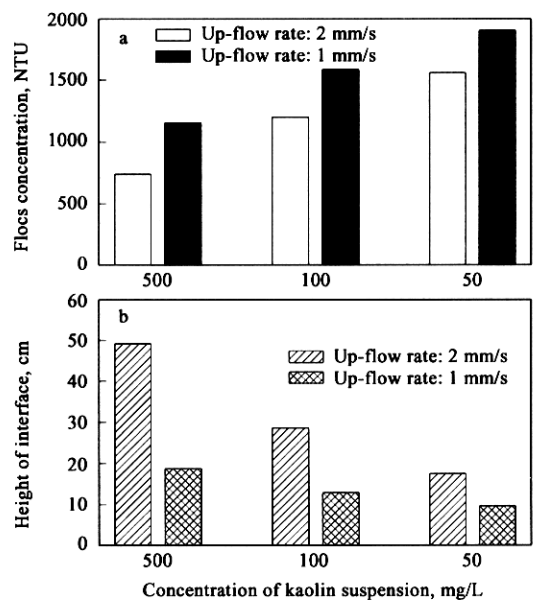 2000
1500
1000
500
0
Flocs concentration, NTU
a
Up-flow rate: 2 mm/s
Up-flow rate: 1 mm/s
500 100 50
60
50
40
30
20
10
0
Height of interface, cm
b
Up-flow rate: 2 mm/s
Up-flow rate: 1 mm/s
500 100 50
Concentration of kaolin suspension, mg/L